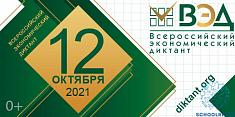 ВСЕРОССИЙСКИЙ
ЭКОНОМИЧЕСКИЙ
ДИКТАНТ
12
ОКТЯБРЯ
2021
0+
ВЭД
Всероссийский
экономический
диктант
diktant.org